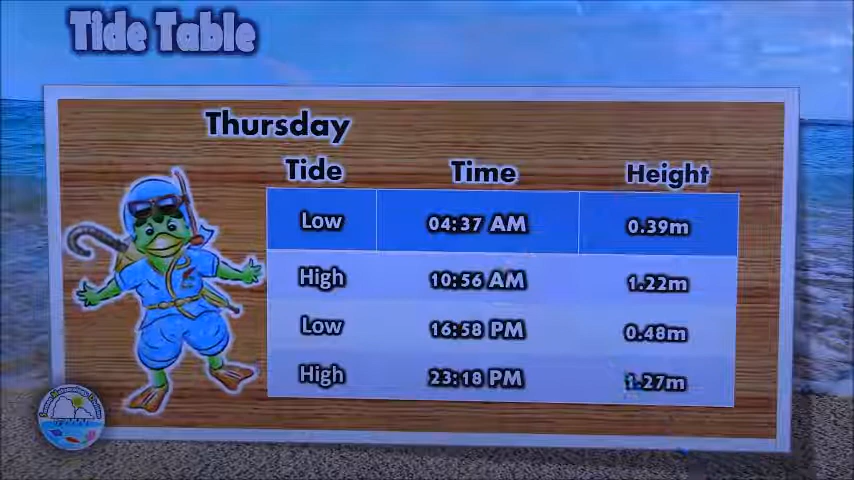 Tide Table
Thursday
Tide Time Height
Low 04:37 AM 0.39m
High 10:56 AM 1.22m
Low 16:58 PM 0.48m
High 23:18 PM 1.27m